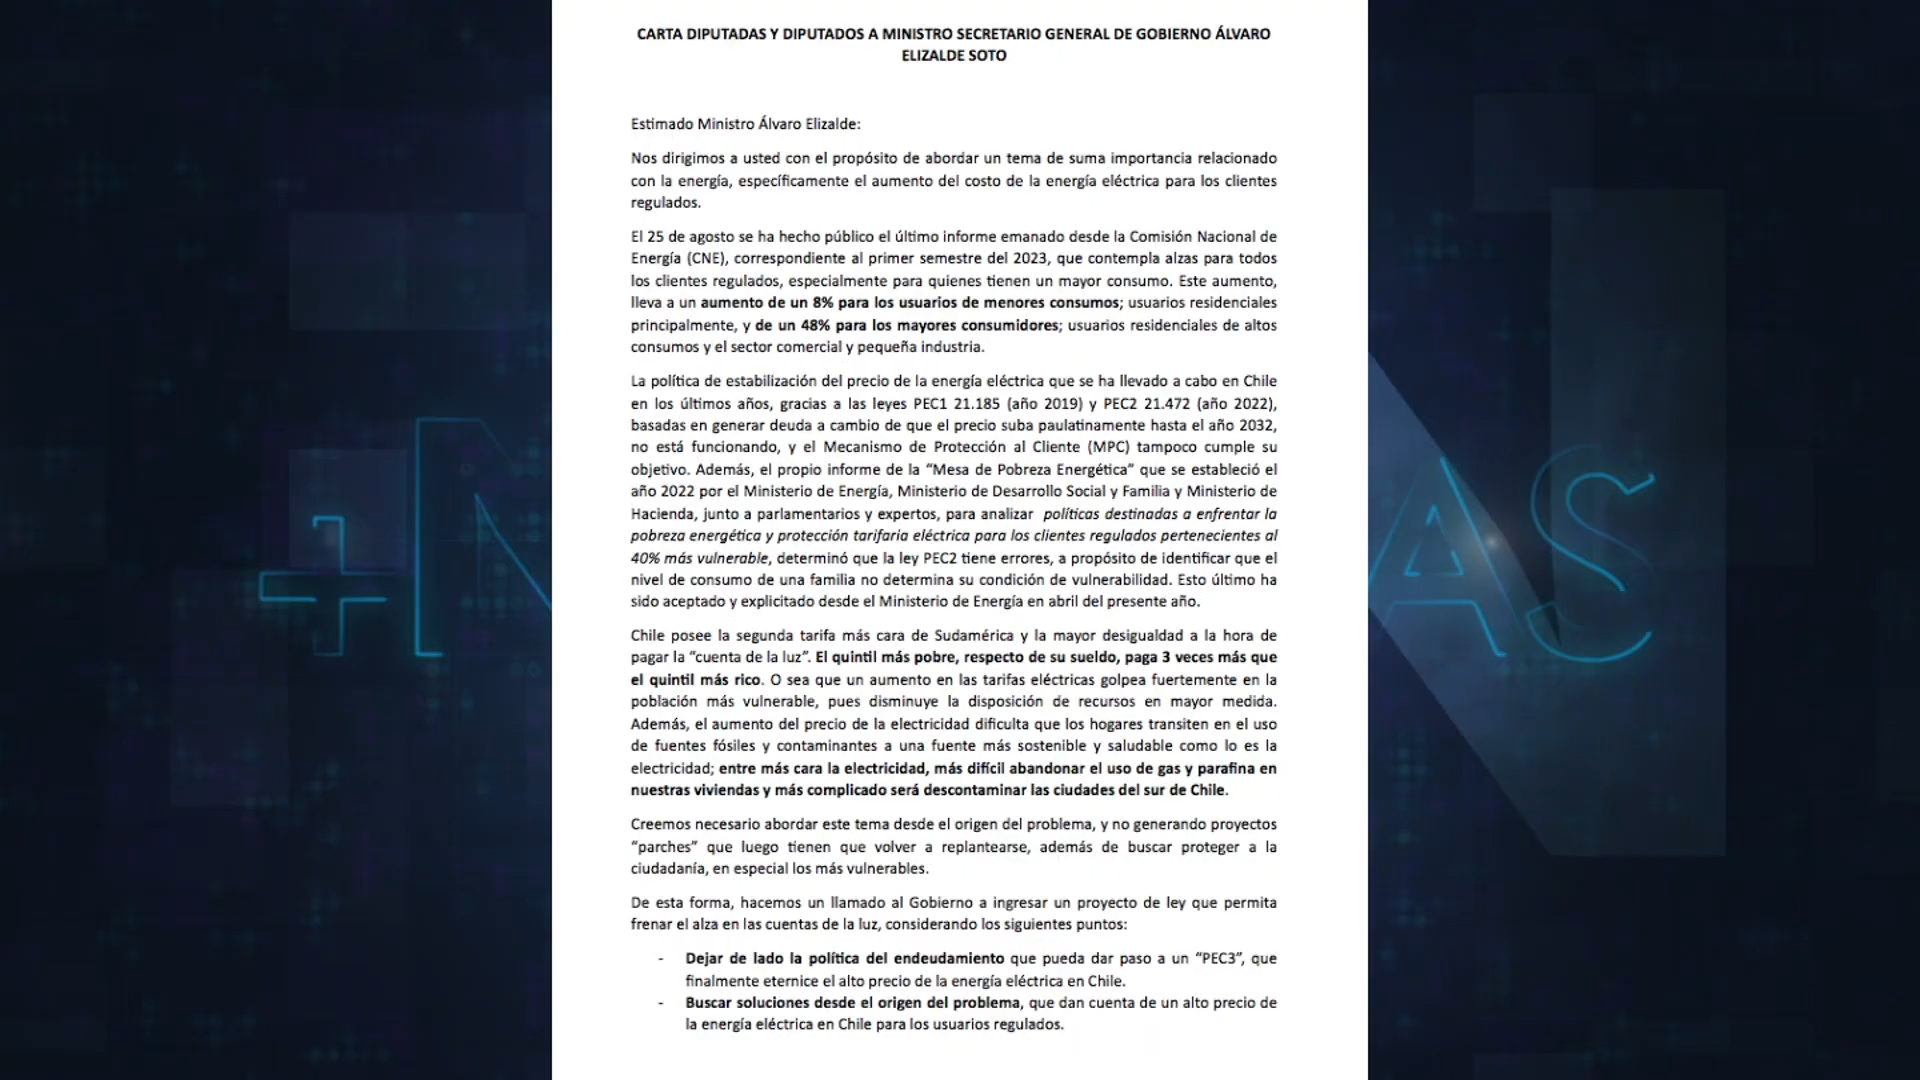 CARTA DIPUTADAS Y DIPUTADOS A MINISTRO SECRETARIO GENERAL DE GOBIERNO ÁLVARO
ELIZALDE SOTO
Estimado Ministro Álvaro Elizalde:
Nos dirigimos a usted con el propósito de abordar un tema de suma importancia relacionado
con la energía, específicamente el aumento del costo de la energía eléctrica para los clientes
regulados.
El 25 de agosto se ha hecho público el último informe emanado desde la Comisión Nacional de
Energía (CNE), correspondiente al primer semestre del 2023, que contempla alzas para todos
los clientes regulados, especialmente para quienes tienen un mayor consumo. Este aumento,
lleva a un aumento de un 8% para los usuarios de menores consumos; usuarios residenciales
principalmente, y de un 48% para los mayores consumidores; usuarios residenciales de altos
consumos y el sector comercial y pequeña industria.
La política de estabilización del precio de la energía eléctrica que se ha llevado a cabo en Chile
en los últimos años, gracias a las leyes PEC1 21.185 (año 2019) y PEC2 21.472 (año 2022),
basadas en generar deuda a cambio de que el precio suba paulatinamente hasta el año 2032,
no está funcionando, y el Mecanismo de Protección al Cliente (MPC) tampoco cumple su
objetivo. Además, el propio informe de la “Mesa de Pobreza Energética” que se estableció el
año 2022 por el Ministerio de Energía, Ministerio de Desarrollo Social y Familia y Ministerio de
Hacienda, junto a parlamentarios y expertos, para analizar políticas destinadas a enfrentar la
pobreza energética y protección tarifaria eléctrica para los clientes regulados pertenecientes al
40% más vulnerable, determinó que la ley PEC2 tiene errores, a propósito de identificar que el
nivel de consumo de una familia no determina su condición de vulnerabilidad. Esto último ha
sido aceptado y explicitado desde el Ministerio de Energía en abril del presente año.
Chile posee la segunda tarifa más cara de Sudamérica y la mayor desigualdad a la hora de
pagar la “cuenta de la luz”. El quintil más pobre, respecto de su sueldo, paga 3 veces más que
el quintil más rico. O sea que un aumento en las tarifas eléctricas golpea fuertemente en la
población más vulnerable, pues disminuye la disposición de recursos en mayor medida.
Además, el aumento del precio de la electricidad dificulta que los hogares transiten en el uso
de fuentes fósiles y contaminantes a una fuente más sostenible y saludable como lo es la
electricidad; entre más cara la electricidad, más difícil abandonar el uso de gas y parafina en
nuestras viviendas y más complicado será descontaminar las ciudades del sur de Chile.
Creemos necesario abordar este tema desde el origen del problema, y no generando proyectos
“parches” que luego tienen que volver a replantearse, además de buscar proteger a la
ciudadanía, en especial los más vulnerables.
De esta forma, hacemos un llamado al Gobierno a ingresar un proyecto de ley que permita
frenar el alza en las cuentas de la luz, considerando los siguientes puntos:
- Dejar de lado la política del endeudamiento que pueda dar paso a un “PEC3”, que
finalmente eternice el alto precio de la energía eléctrica en Chile.
- Buscar soluciones desde el origen del problema, que dan cuenta de un alto precio de
la energía eléctrica en Chile para los usuarios regulados.